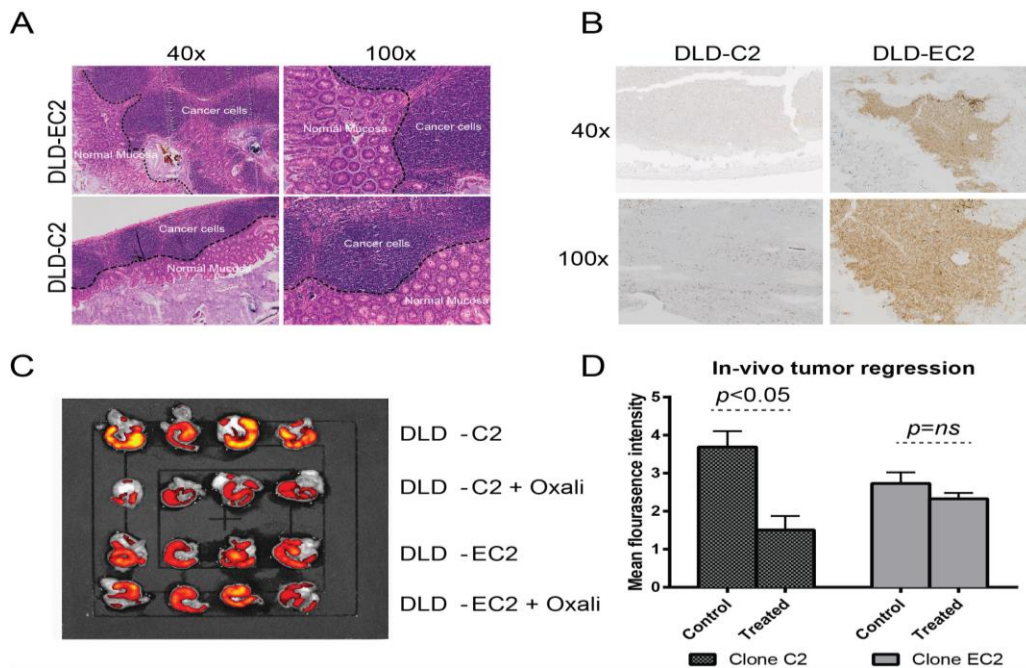 A
40x
100x
DLD-EC2
Cancer cells
Normal Mucosa
Normal Mucosa
Cancer cells
DLD-C2
Cancer cells
Normal Mucosa
Cancer cells
Normal Mucosa
B
DLD-C2
DLD-EC2
40x
100x
C
DLD -C2
DLD -C2 + Oxali
DLD -EC2
DLD -EC2 + Oxali
D
In-vivo tumor regression
Mean flourasence intensity
5
4
3
2
1
0
p<0.05
p=ns
Control
Treated
Control
Treated
Clone C2
Clone EC2